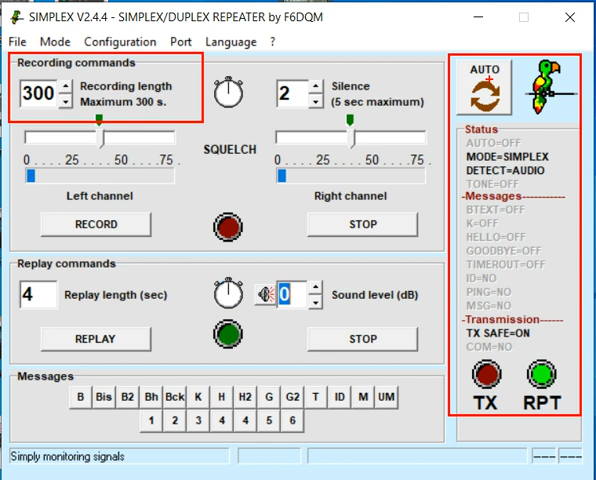 SIMPLEX V2.4.4 - SIMPLEX/DUPLEX REPEATER by F6DQM
File Mode Configuration Port Language ?
Recording commands
300 Recording length
Maximum 300 s.
2 Silence
(5 sec maximum)
SQUELCH
0 . . . . 25 . . . . 50 . . . . 75 .
0 . . . . 25 . . . . 50 . . . . 75 .
Left channel
Right channel
RECORD
STOP
Replay commands
4 Replay length (sec)
0 Sound level (dB)
REPLAY
STOP
Messages
B Bis B2 Bh Bck K H H2 G G2 T ID M UM
1 2 3 4 4 5 6
Simply monitoring signals
AUTO
Status
AUTO=OFF
MODE=SIMPLEX
DETECT=AUDIO
TONE=OFF
-Messages-----------
BTEXT=OFF
K=OFF
HELLO=OFF
GOODBYE=OFF
TIMEROUT=OFF
ID=NO
PING=NO
MSG=NO
-Transmission------
TX SAFE=ON
COM=NO
TX RPT
--- ---